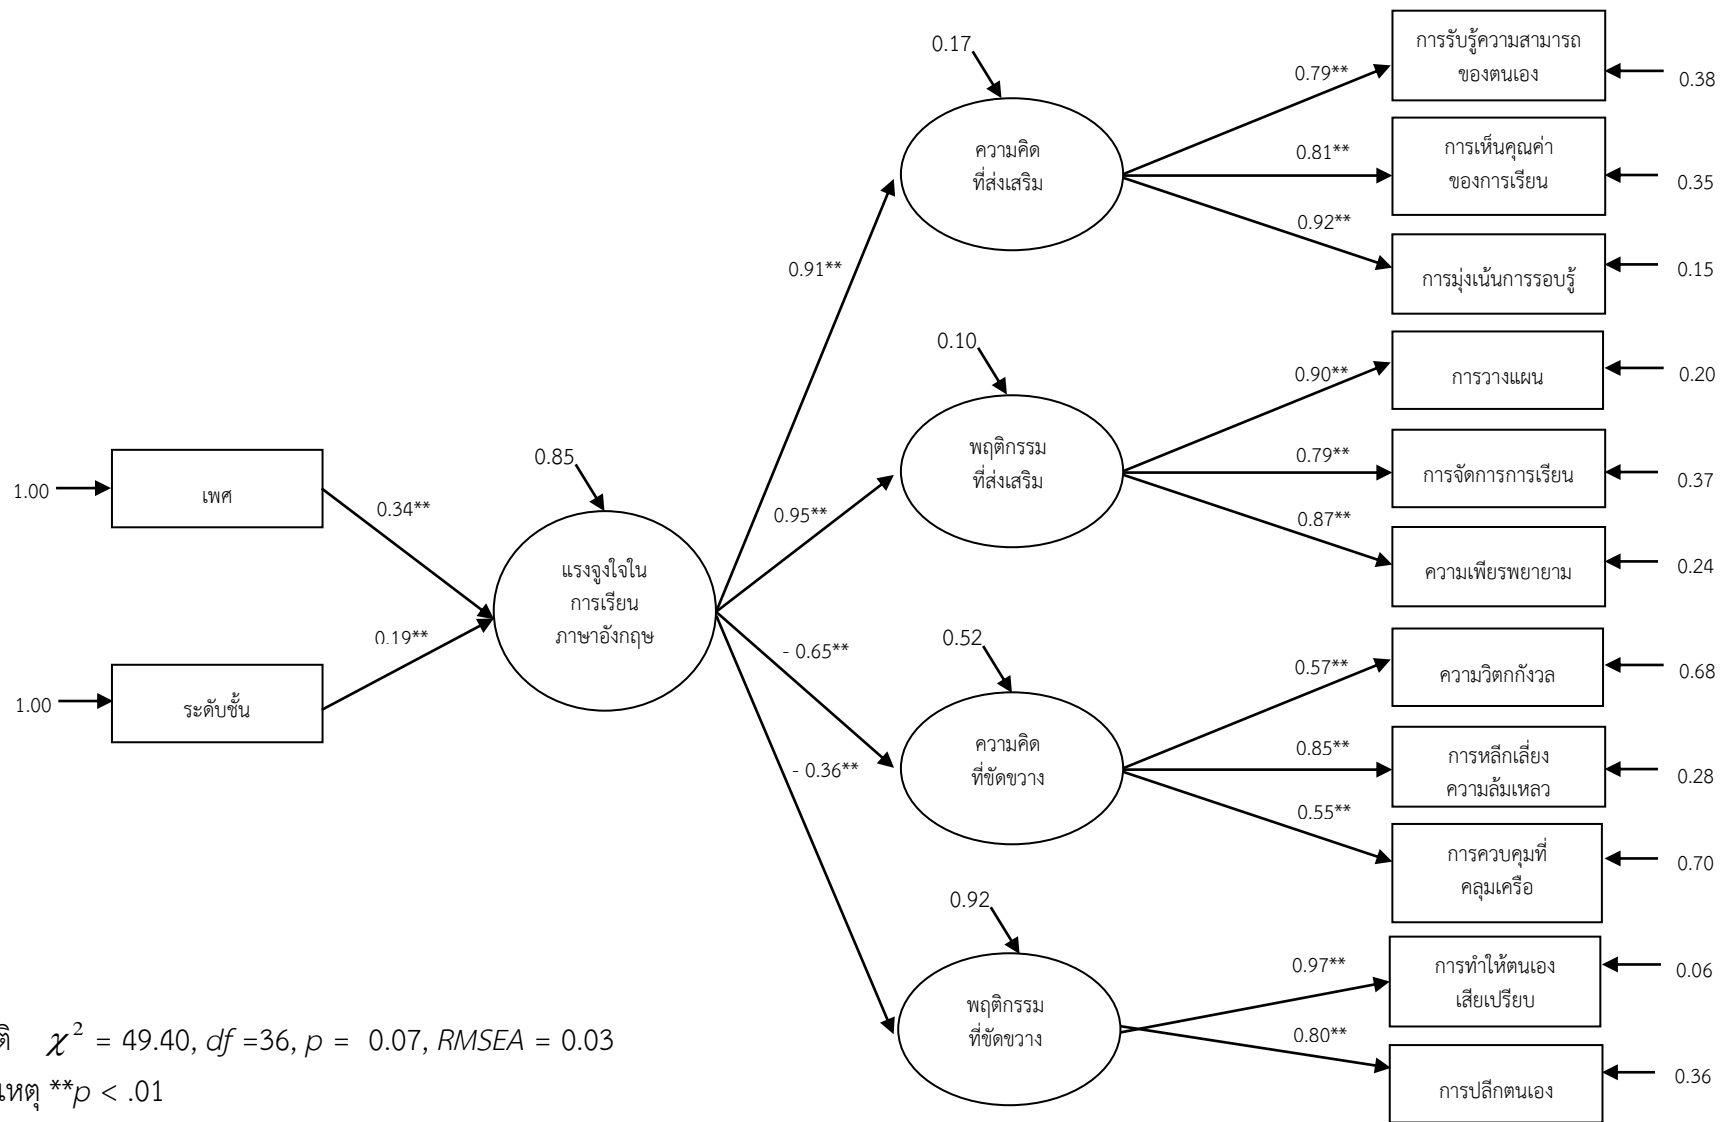 0.17
การรับรู้ความสามารถ
ของตนเอง
0.79**
0.38
ความคิด
ที่ส่งเสริม
0.81**
การเห็นคุณค่า
ของการเรียน
0.35
0.92**
การมุ่งเน้นการรอบรู้
0.15
0.91**
0.10
0.90**
การวางแผน
0.20
พฤติกรรม
ที่ส่งเสริม
0.79**
การจัดการการเรียน
0.37
0.95**
0.87**
ความเพียรพยายาม
0.24
1.00
เพศ
0.34**
0.85
แรงจูงใจใน
การเรียน
ภาษาอังกฤษ
0.19**
1.00
ระดับชั้น
- 0.65**
0.52
0.57**
ความวิตกกังวล
0.68
ความคิด
ที่ขัดขวาง
0.85**
การหลีกเลี่ยง
ความล้มเหลว
0.28
- 0.36**
0.55**
การควบคุมที่
คลุมเครือ
0.70
0.92
0.97**
การทำให้ตนเอง
เสียเปรียบ
0.06
พฤติกรรม
ที่ขัดขวาง
0.80**
การปลีกตนเอง
0.36
χ² = 49.40, df =36, p = 0.07, RMSEA = 0.03
เหตุ **p < .01